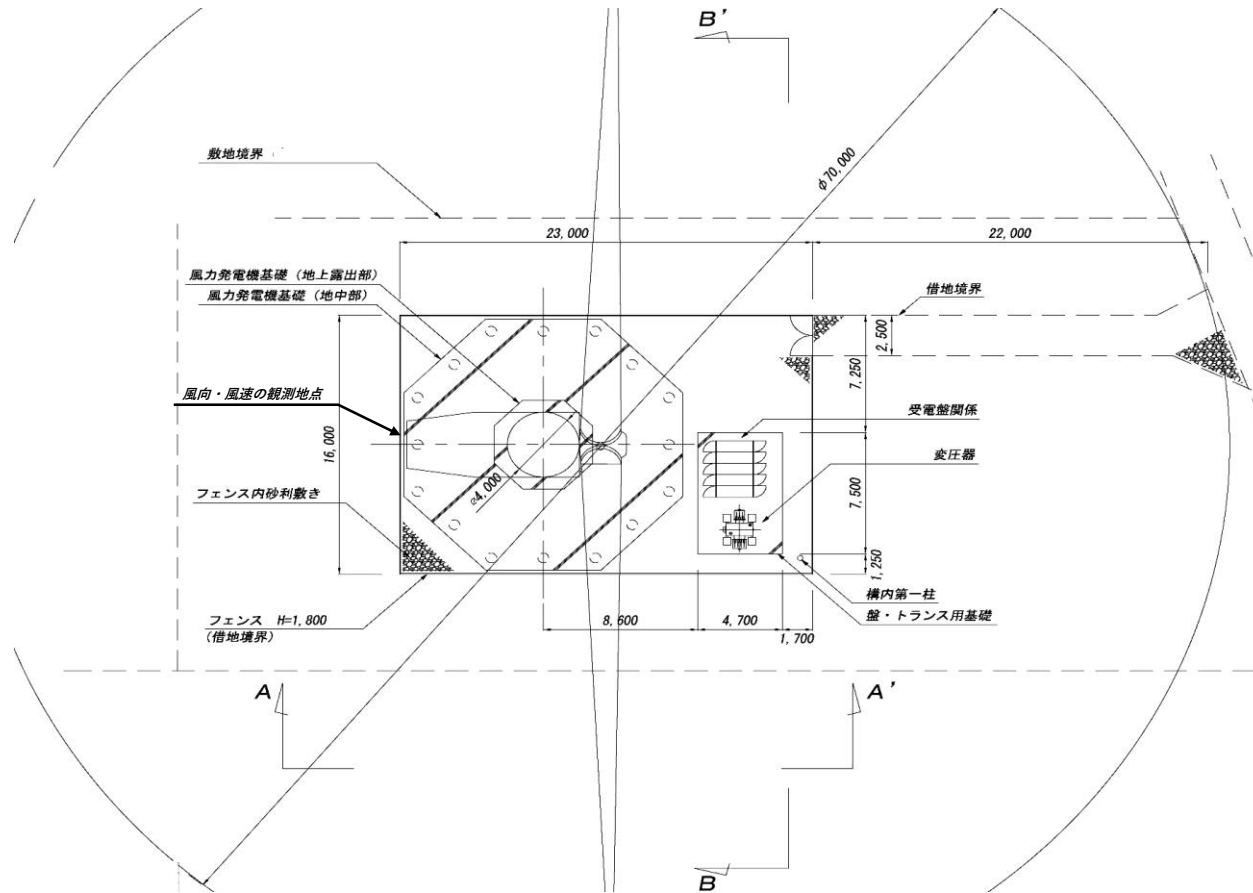 B'
敷地境界
φ70,000
23,000
22,000
風力発電機基礎（地上露出部）
風力発電機基礎（地中部）
借地境界
2,500
7,250
風向・風速の観測地点
受電盤関係
16,000
変圧器
ø4,000
フェンス内砂利敷き
7,500
1,250
構内第一柱
フェンス H=1,800
(借地境界)
8,600
4,700
盤・トランス用基礎
1,700
A
A'
B